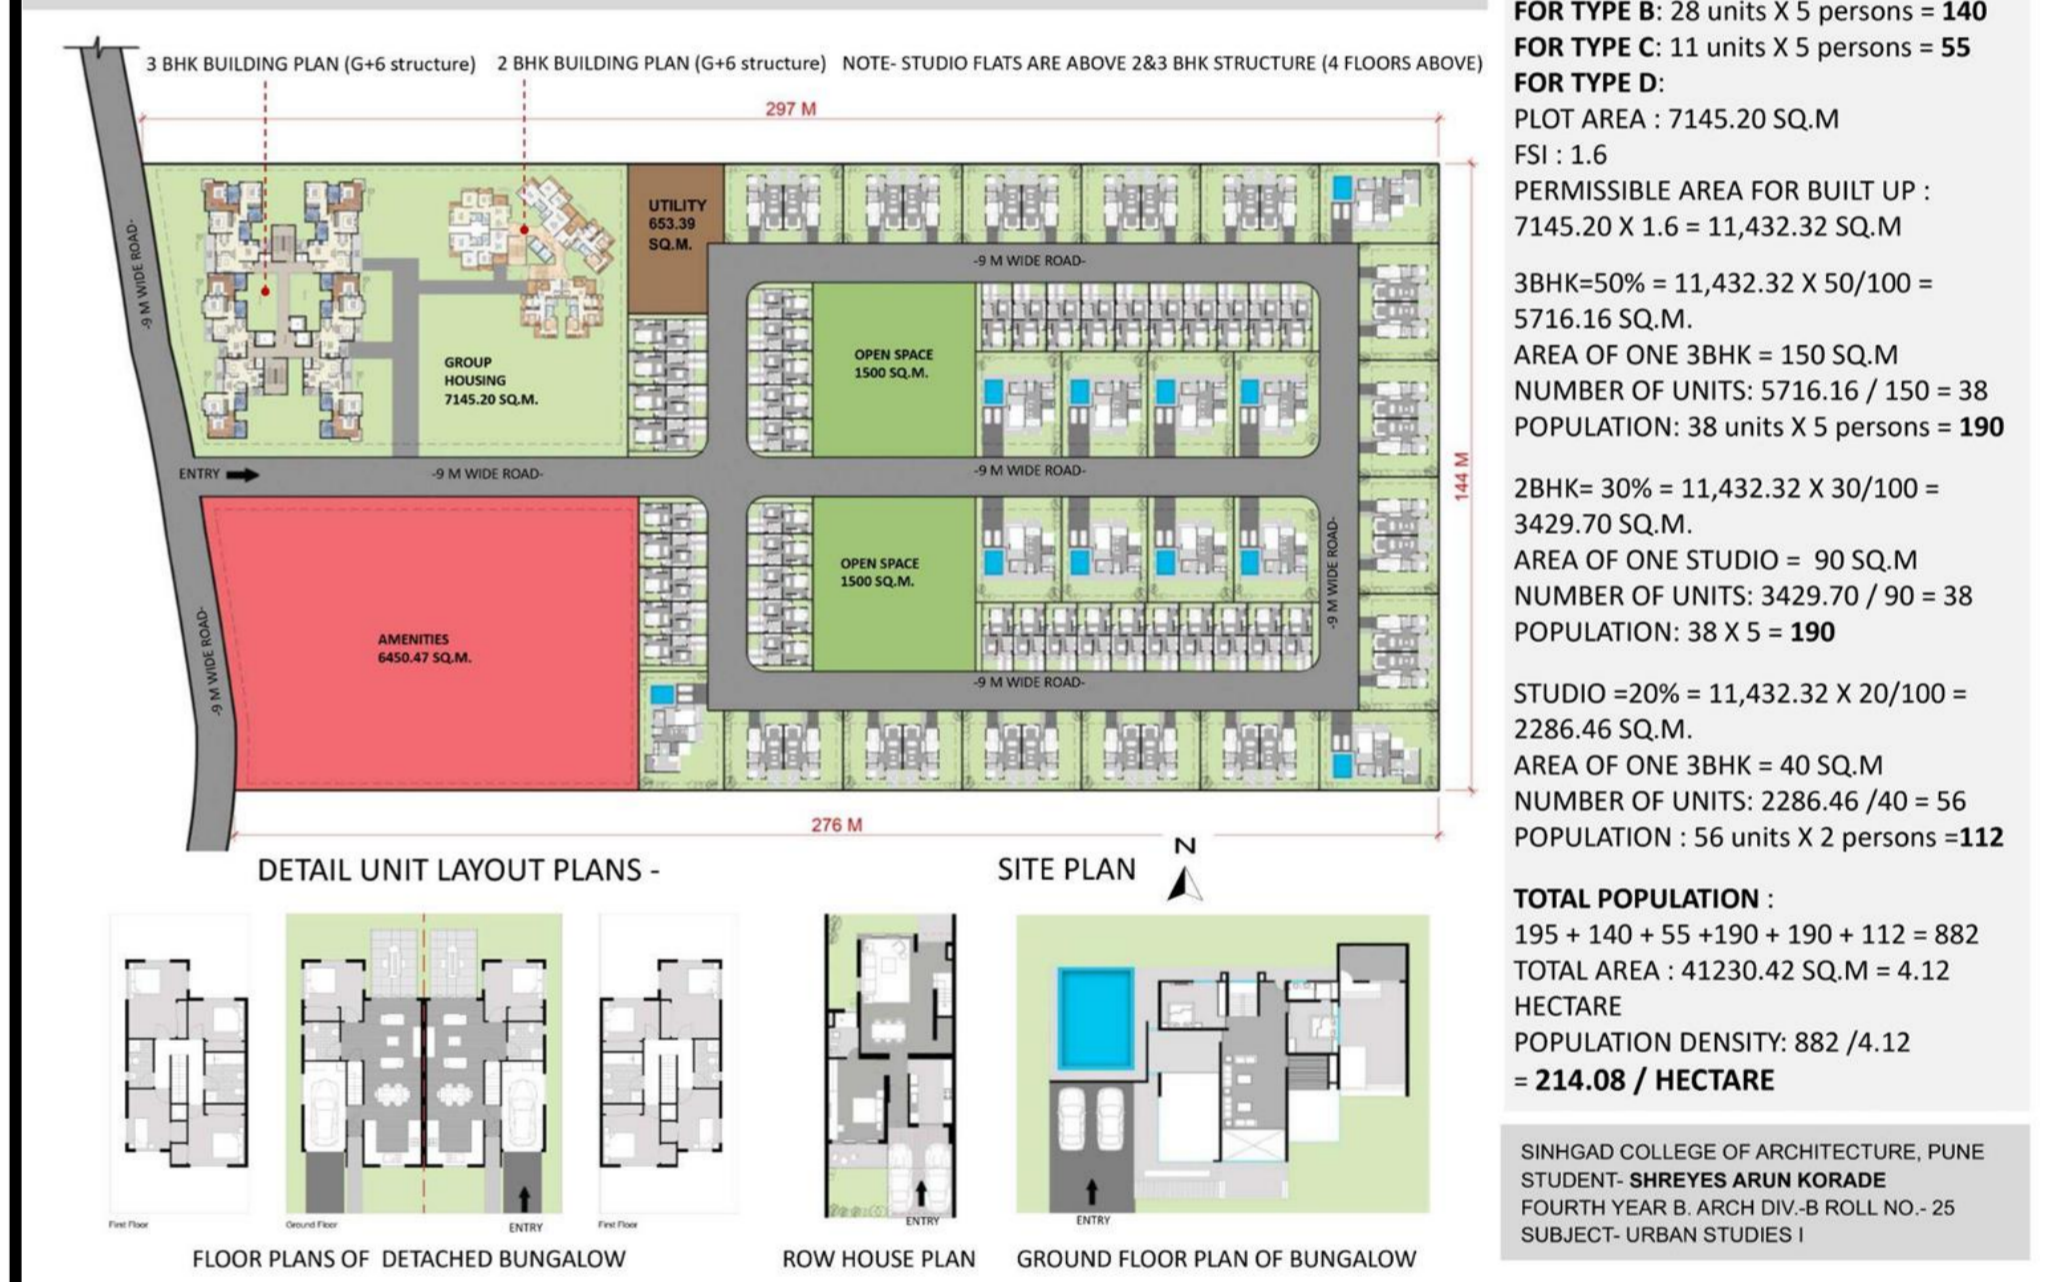 3 BHK BUILDING PLAN (G+6 structure)
2 BHK BUILDING PLAN (G+6 structure)
NOTE- STUDIO FLATS ARE ABOVE 2&3 BHK STRUCTURE (4 FLOORS ABOVE)
297 M
UTILITY
653.39
SQ.M.
-9 M WIDE ROAD-
-9 M WIDE ROAD-
OPEN SPACE
1500 SQ.M.
GROUP
HOUSING
7145.20 SQ.M.
144 M
ENTRY
-9 M WIDE ROAD-
-9 M WIDE ROAD-
OPEN SPACE
1500 SQ.M.
-9 M WIDE ROAD-
AMENITIES
6450.47 SQ.M.
-9 M WIDE ROAD-
-9 M WIDE ROAD-
276 M
DETAIL UNIT LAYOUT PLANS -
SITE PLAN
N
First Floor
Ground Floor
ENTRY
First Floor
ENTRY
ENTRY
FLOOR PLANS OF DETACHED BUNGALOW
ROW HOUSE PLAN
GROUND FLOOR PLAN OF BUNGALOW
FOR TYPE B: 28 units X 5 persons = 140
FOR TYPE C: 11 units X 5 persons = 55
FOR TYPE D:
PLOT AREA : 7145.20 SQ.M
FSI : 1.6
PERMISSIBLE AREA FOR BUILT UP :
7145.20 X 1.6 = 11,432.32 SQ.M
3BHK=50% = 11,432.32 X 50/100 =
5716.16 SQ.M.
AREA OF ONE 3BHK = 150 SQ.M
NUMBER OF UNITS: 5716.16 / 150 = 38
POPULATION: 38 units X 5 persons = 190
2BHK= 30% = 11,432.32 X 30/100 =
3429.70 SQ.M.
AREA OF ONE STUDIO = 90 SQ.M
NUMBER OF UNITS: 3429.70 / 90 = 38
POPULATION: 38 X 5 = 190
STUDIO =20% = 11,432.32 X 20/100 =
2286.46 SQ.M.
AREA OF ONE 3BHK = 40 SQ.M
NUMBER OF UNITS: 2286.46 /40 = 56
POPULATION : 56 units X 2 persons =112
TOTAL POPULATION :
195 + 140 + 55 +190 + 190 + 112 = 882
TOTAL AREA : 41230.42 SQ.M = 4.12
HECTARE
POPULATION DENSITY: 882 /4.12
= 214.08 / HECTARE
SINHGAD COLLEGE OF ARCHITECTURE, PUNE
STUDENT- SHREYES ARUN KORADE
FOURTH YEAR B. ARCH DIV.-B ROLL NO.- 25
SUBJECT- URBAN STUDIES I